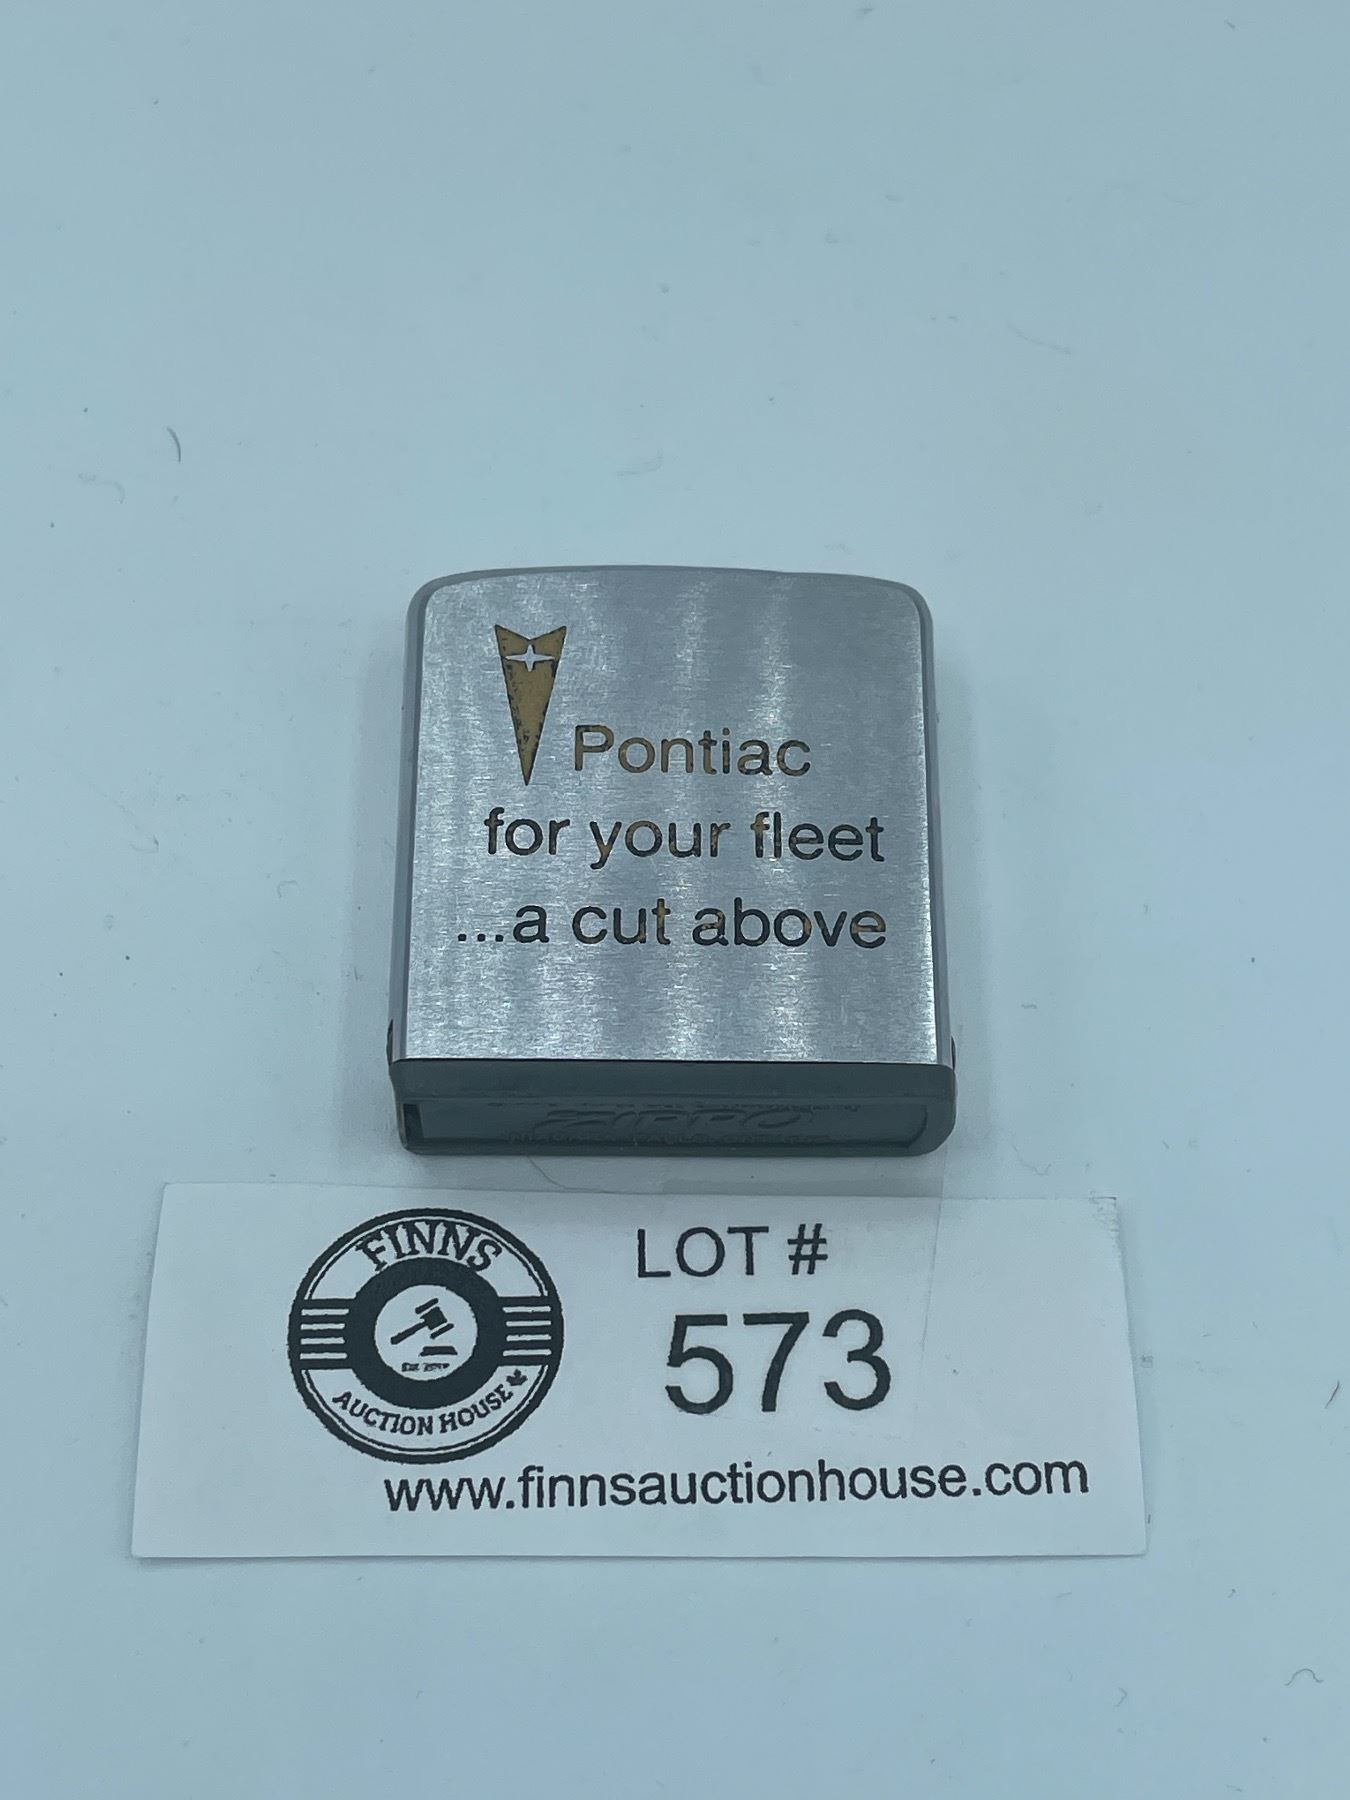 Pontiac
for your fleet
...a cut above
ZIPPO
FINNS
AUCTION HOUSE
LOT #
573
www.finnsauctionhouse.com